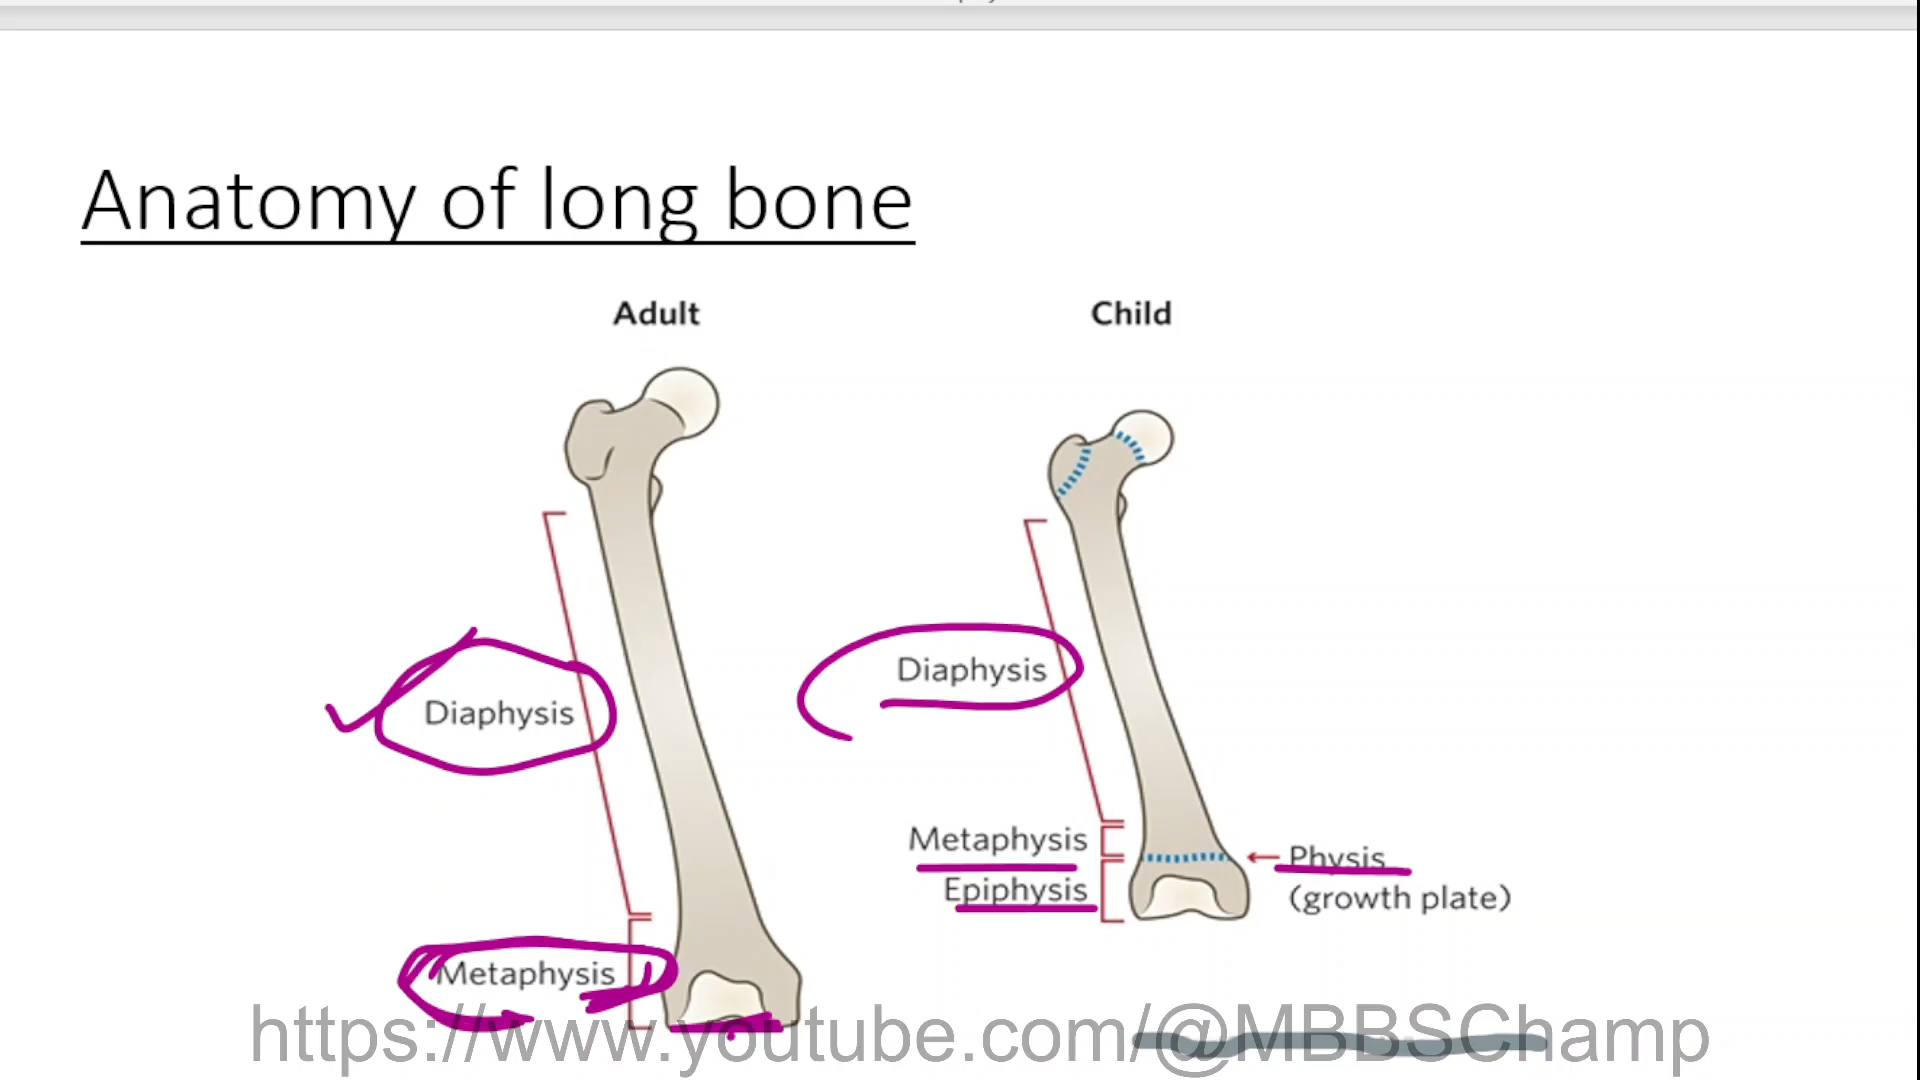 Anatomy of long bone
Adult
Child
Diaphysis
Diaphysis
Metaphysis
Epiphysis
Physis
(growth plate)
Metaphysis
https://www.youtube.com/@MBBSChamp